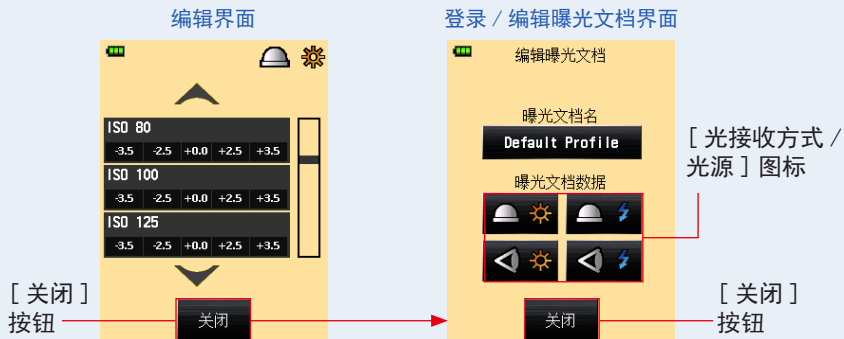 编辑界面
登录 / 编辑曝光文档界面
ISO 80
-3.5 -2.5 +0.0 +2.5 +3.5
ISO 100
-3.5 -2.5 +0.0 +2.5 +3.5
ISO 125
-3.5 -2.5 +0.0 +2.5 +3.5
关闭
[ 关闭 ]
按钮
编辑曝光文档
曝光文档名
Default Profile
曝光文档数据
关闭
[ 光接收方式 /
光源 ] 图标
[ 关闭 ]
按钮